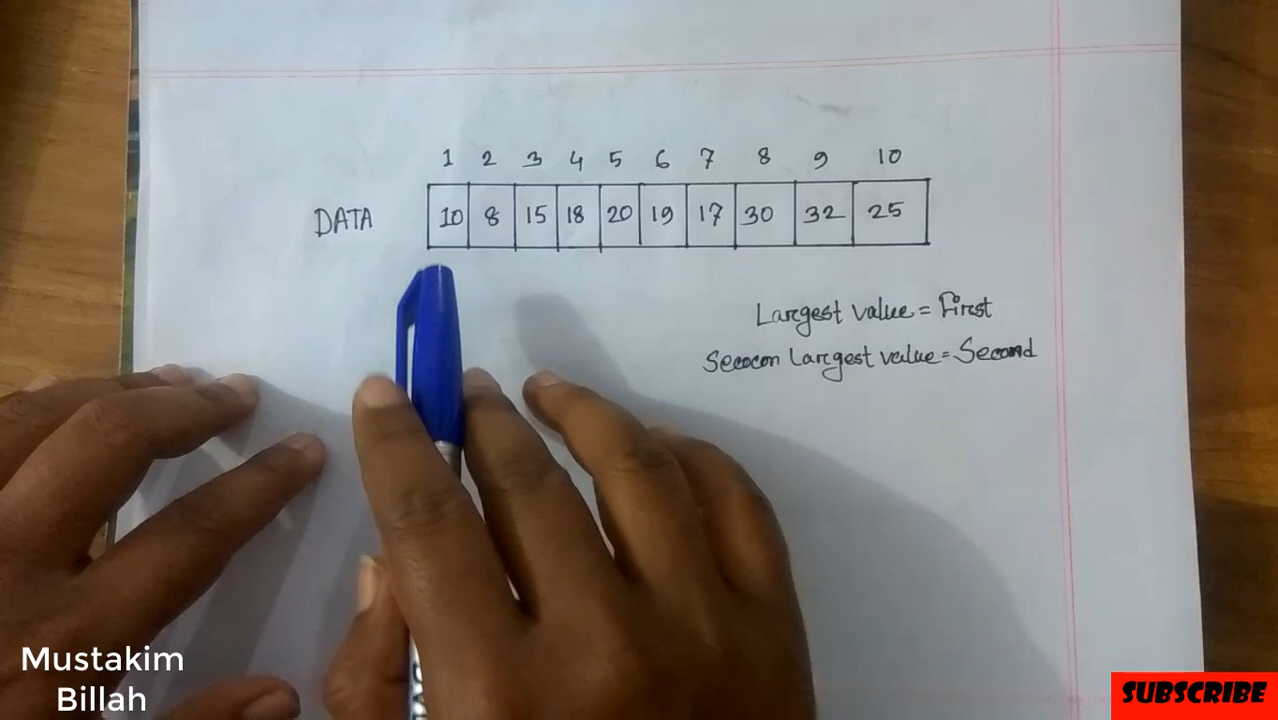 1 2 3 4 5 6 7 8 9 10
DATA 10 8 15 18 20 19 17 30 32 25
Largest value = First
Seococon largest value = Second
Mustakim
Billah
SUBSCRIBE